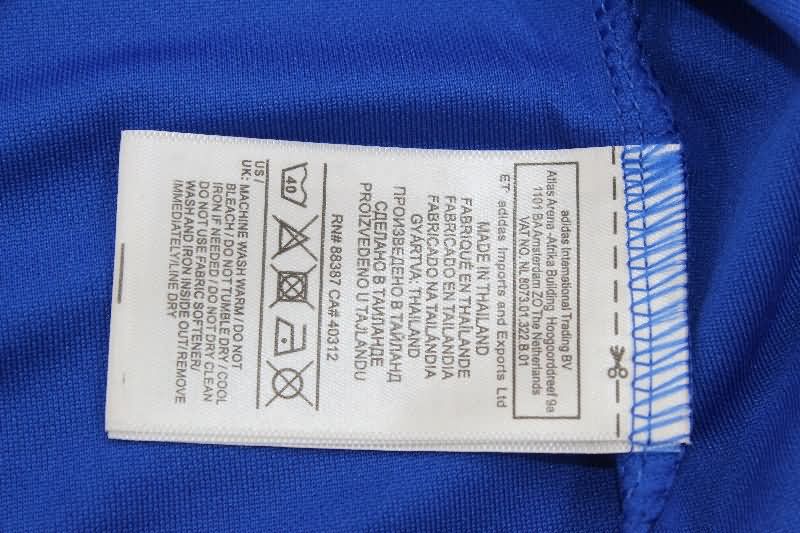 adidas International Trading BV
Atlas Arena -Afrika Building Hoogoorddreef 9a
1101 BA Amsterdam ZO The Netherlands
VAT NO. NL 8073.01.322.B.01
ET: adidas Imports and Exports Ltd
MADE IN THAILAND
FABRIQUÉ EN THAÏLANDE
FABRICADO EN TAILANDIA
FABRICADO NA TAILÂNDIA
GYÁRTVA: THAILAND
ПРОИЗВЕДЕНО В ТАЙЛАНД
СДЕЛАНО В ТАИЛАНДЕ
PROIZVEDENO U TAJLANDU
RN# 88387 CA# 40312
40
US /
UK: MACHINE WASH WARM / DO NOT
BLEACH / DO NOT TUMBLE DRY / COOL
IRON IF NEEDED / DO NOT DRY CLEAN
DO NOT USE FABRIC SOFTENER/
WASH AND IRON INSIDE OUT/ REMOVE
IMMEDIATELY/LINE DRY